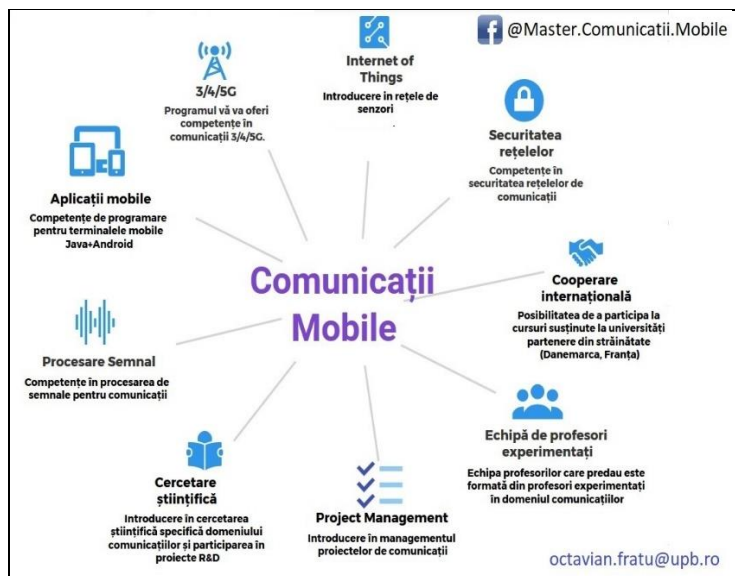 @Master.Comunicatii.Mobile
Internet of
Things
Introducere in rețele de
senzori
3/4/5G
Programul vă va oferi
competențe în
comunicații 3/4/5G.
Securitatea
rețelelor
Competențe în
securitatea rețelelor de
comunicații
Aplicații mobile
Competențe de programare
pentru terminalele mobile
Java+Android
Comunicații
Mobile
Cooperare
internațională
Posibilitatea de a participa la
cursuri susținute la universități
partenere din străinătate
(Danemarca, Franța)
Procesare Semnal
Competențe în procesarea de
semnale pentru comunicații
Echipă de profesori
experimentați
Echipa profesorilor care predau este
formată din profesori experimentați
în domeniul comunicațiilor
Cercetare
științifică
Introducere în cercetarea
științifică specifică domeniului
comunicațiilor și participarea în
proiecte R&D
Project Management
Introducere în managementul
proiectelor de comunicații
octavian.fratu@upb.ro